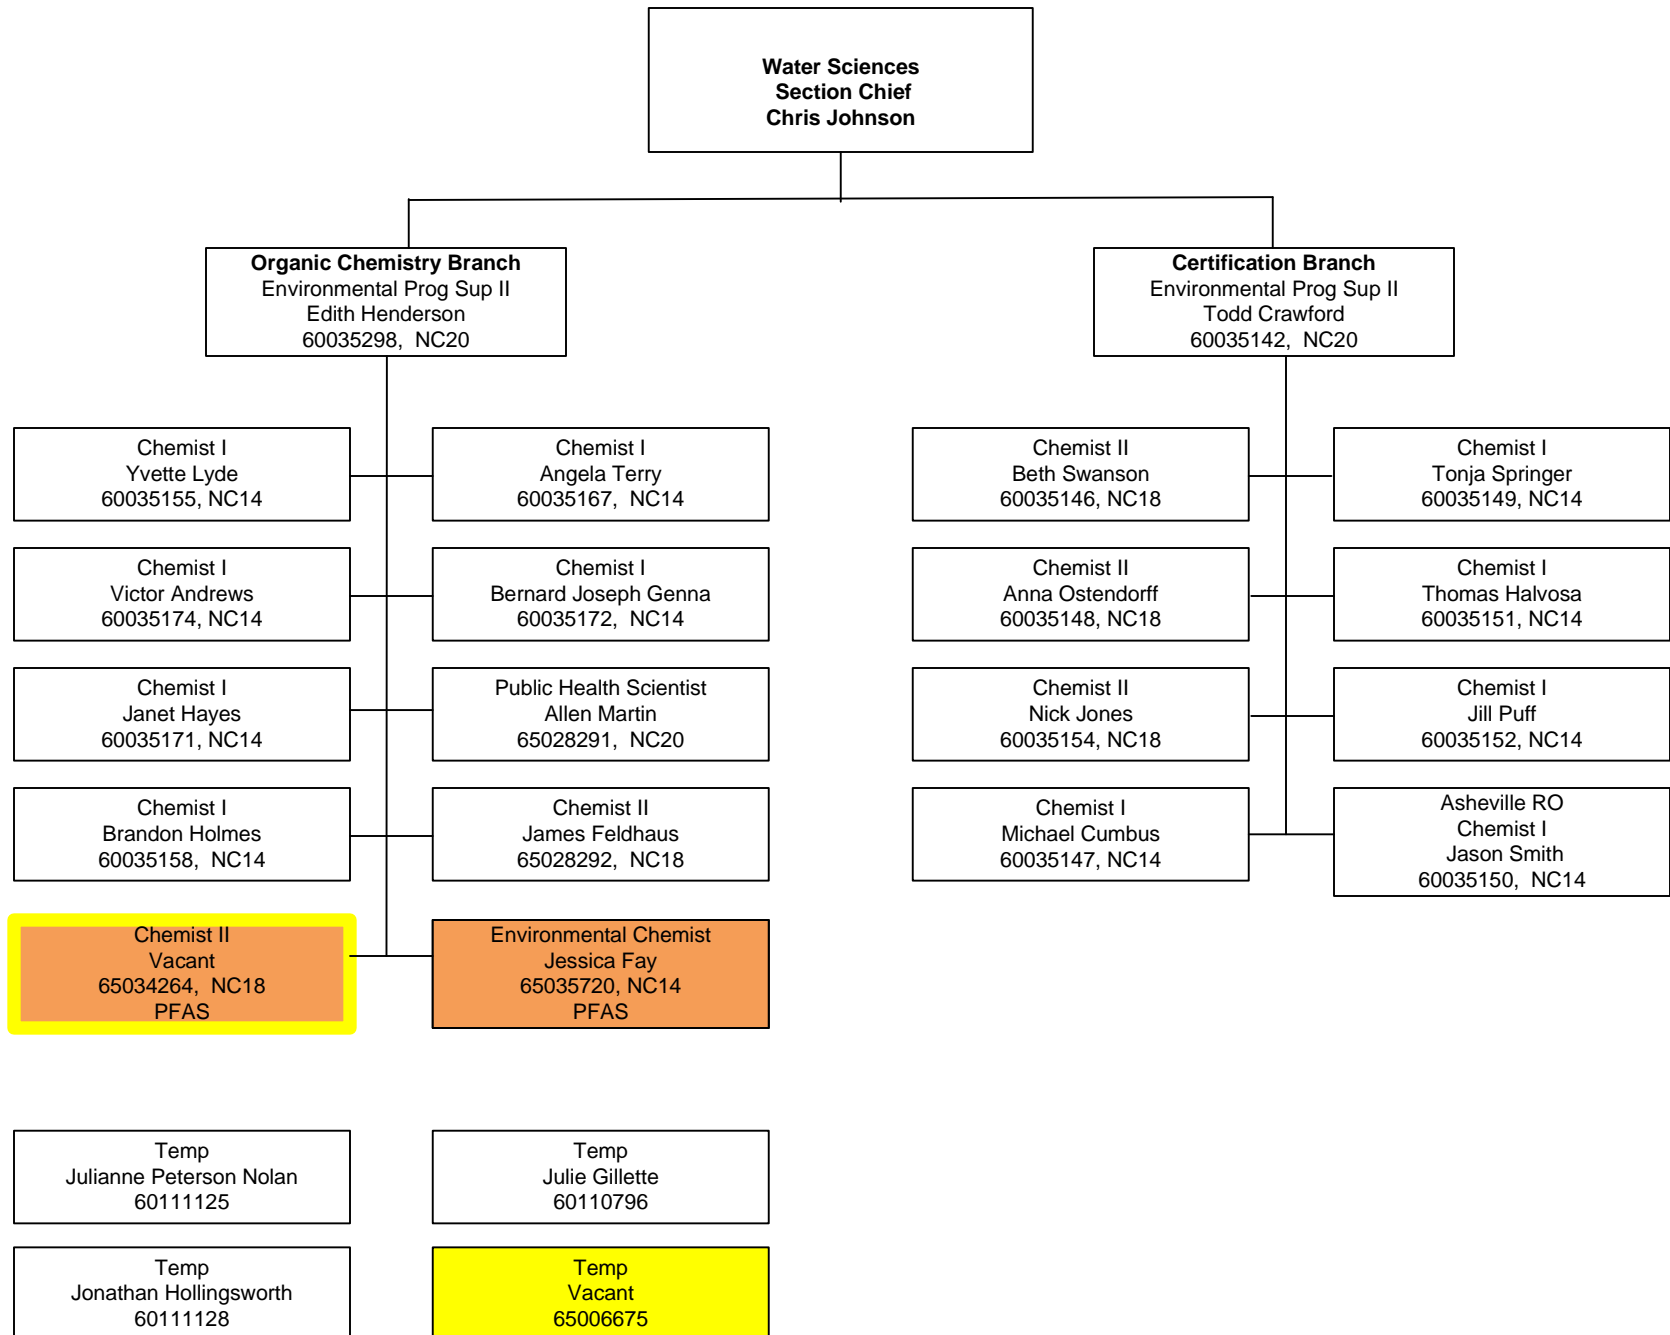 Water Sciences
Section Chief
Chris Johnson
Organic Chemistry Branch
Environmental Prog Sup II
Edith Henderson
60035298, NC20
Certification Branch
Environmental Prog Sup II
Todd Crawford
60035142, NC20
Chemist I
Yvette Lyde
60035155, NC14
Chemist I
Angela Terry
60035167, NC14
Chemist II
Beth Swanson
60035146, NC18
Chemist I
Tonja Springer
60035149, NC14
Chemist I
Victor Andrews
60035174, NC14
Chemist I
Bernard Joseph Genna
60035172, NC14
Chemist II
Anna Ostendorff
60035148, NC18
Chemist I
Thomas Halvosa
60035151, NC14
Chemist I
Janet Hayes
60035171, NC14
Public Health Scientist
Allen Martin
65028291, NC20
Chemist II
Nick Jones
60035154, NC18
Chemist I
Jill Puff
60035152, NC14
Chemist I
Brandon Holmes
60035158, NC14
Chemist II
James Feldhaus
65028292, NC18
Chemist I
Michael Cumbus
60035147, NC14
Asheville RO
Chemist I
Jason Smith
60035150, NC14
Chemist II
Vacant
65034264, NC18
PFAS
Environmental Chemist
Jessica Fay
65035720, NC14
PFAS
Temp
Julianne Peterson Nolan
60111125
Temp
Julie Gillette
60110796
Temp
Jonathan Hollingsworth
60111128
Temp
Vacant
65006675